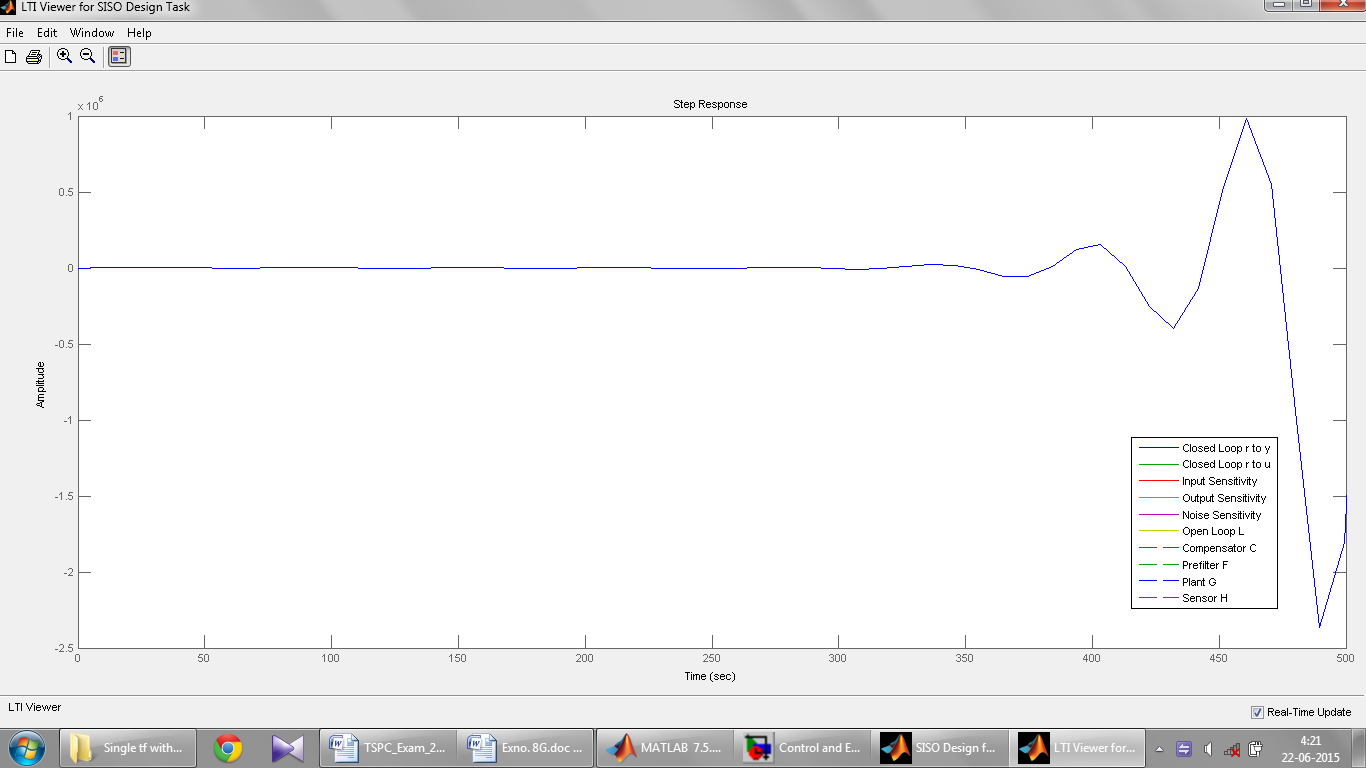 LTI Viewer for SISO Design Task
File Edit Window Help
Step Response
x 10^6
1
0.5
0
-0.5
-1
-1.5
-2
-2.5
Amplitude
0 50 100 150 200 250 300 350 400 450 500
Time (sec)
Closed Loop r to y
Closed Loop r to u
Input Sensitivity
Output Sensitivity
Noise Sensitivity
Open Loop L
Compensator C
Prefilter F
Plant G
Sensor H
LTI Viewer
Real-Time Update
Single tf with...
TSPC_Exam_2...
Exno. 8G.doc ...
MATLAB 7.5....
Control and E...
SISO Design f...
LTI Viewer for...
4:21
22-06-2015